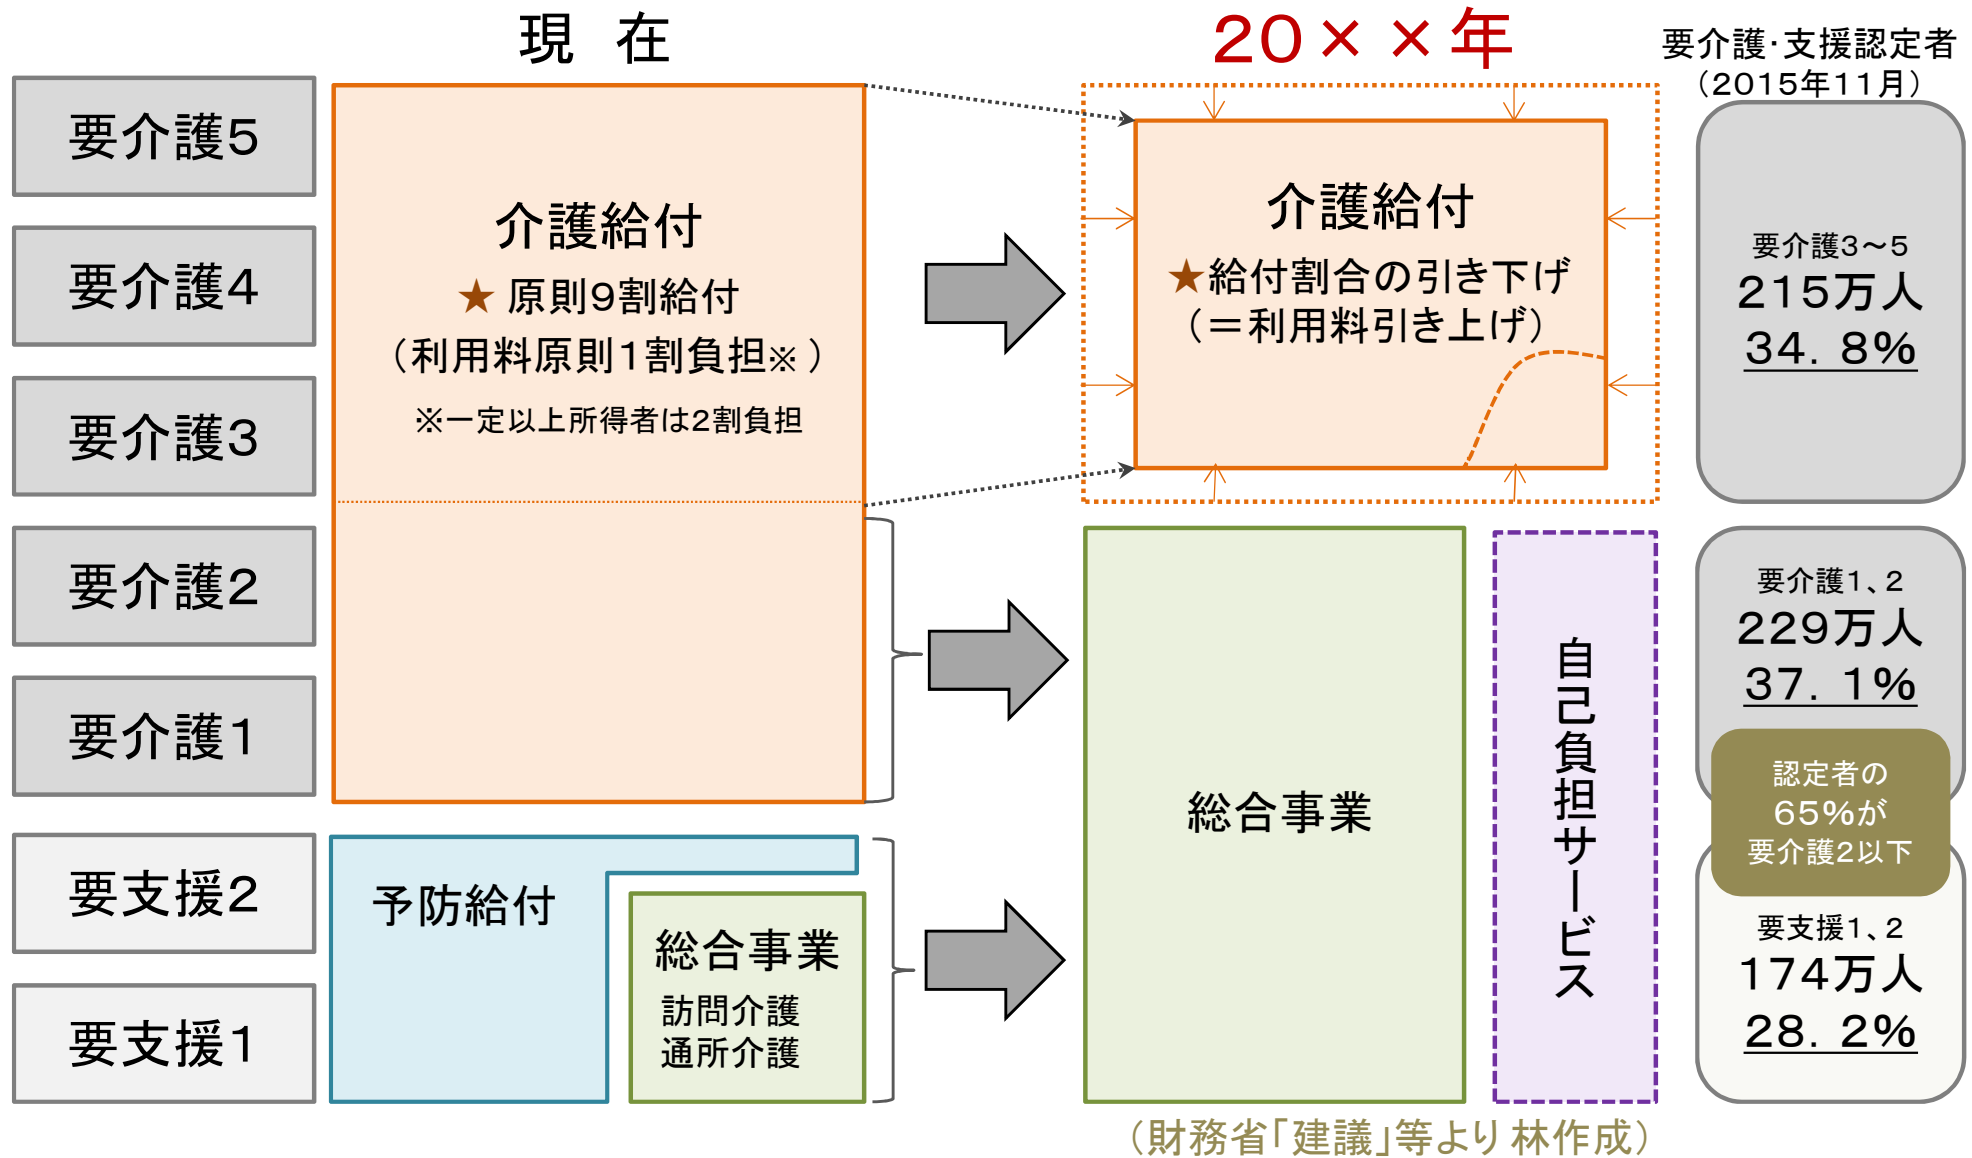 現 在
20××年
要介護・支援認定者
（2015年11月）
要介護5
要介護4
要介護3
要介護2
要介護1
要支援2
要支援1
介護給付
★ 原則9割給付
（利用料原則1割負担※ ）
※一定以上所得者は2割負担
予防給付
総合事業
訪問介護
通所介護
介護給付
★給付割合の引き下げ
（＝利用料引き上げ）
総合事業
自己負担サービス
要介護3～5
215万人
34. 8%
要介護1、2
229万人
37. 1%
認定者の
65%が
要介護2以下
要支援1、2
174万人
28. 2%
（財務省「建議」等より 林作成）